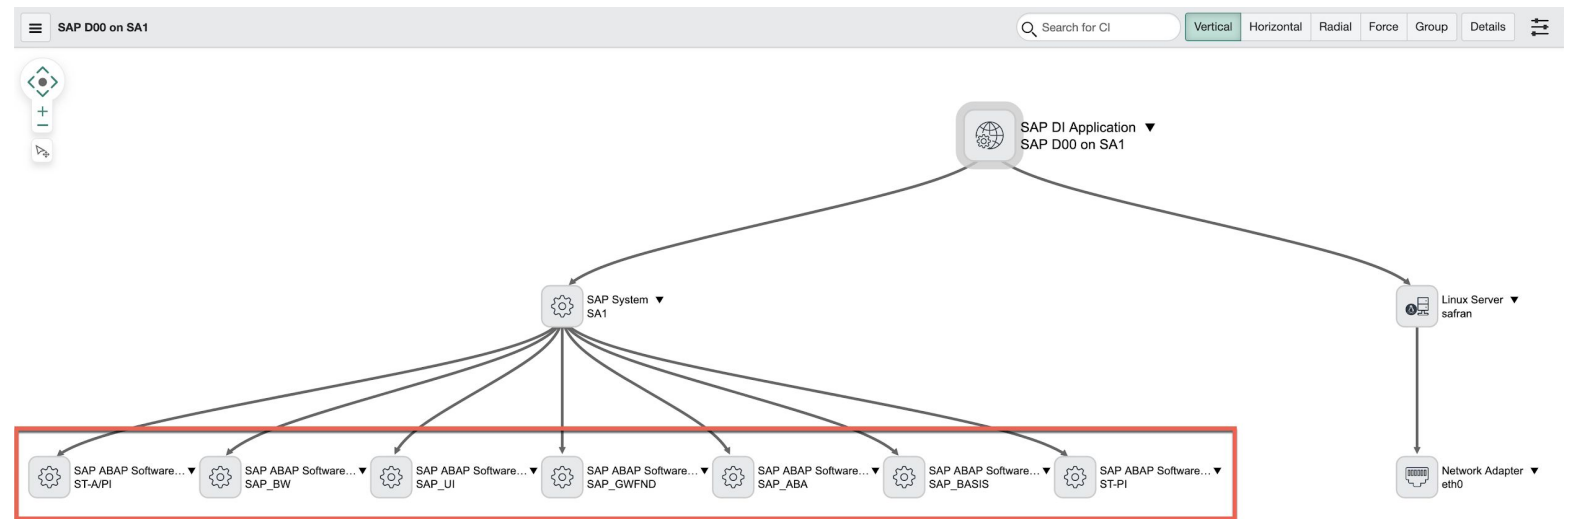 SAP D00 on SA1
Search for CI
Vertical
Horizontal
Radial
Force
Group
Details
SAP DI Application
SAP D00 on SA1
SAP System
SA1
Linux Server
safran
SAP ABAP Software...
ST-A/PI
SAP ABAP Software...
SAP_BW
SAP ABAP Software...
SAP_UI
SAP ABAP Software...
SAP_GWFND
SAP ABAP Software...
SAP_ABA
SAP ABAP Software...
SAP_BASIS
SAP ABAP Software...
ST-PI
Network Adapter
eth0